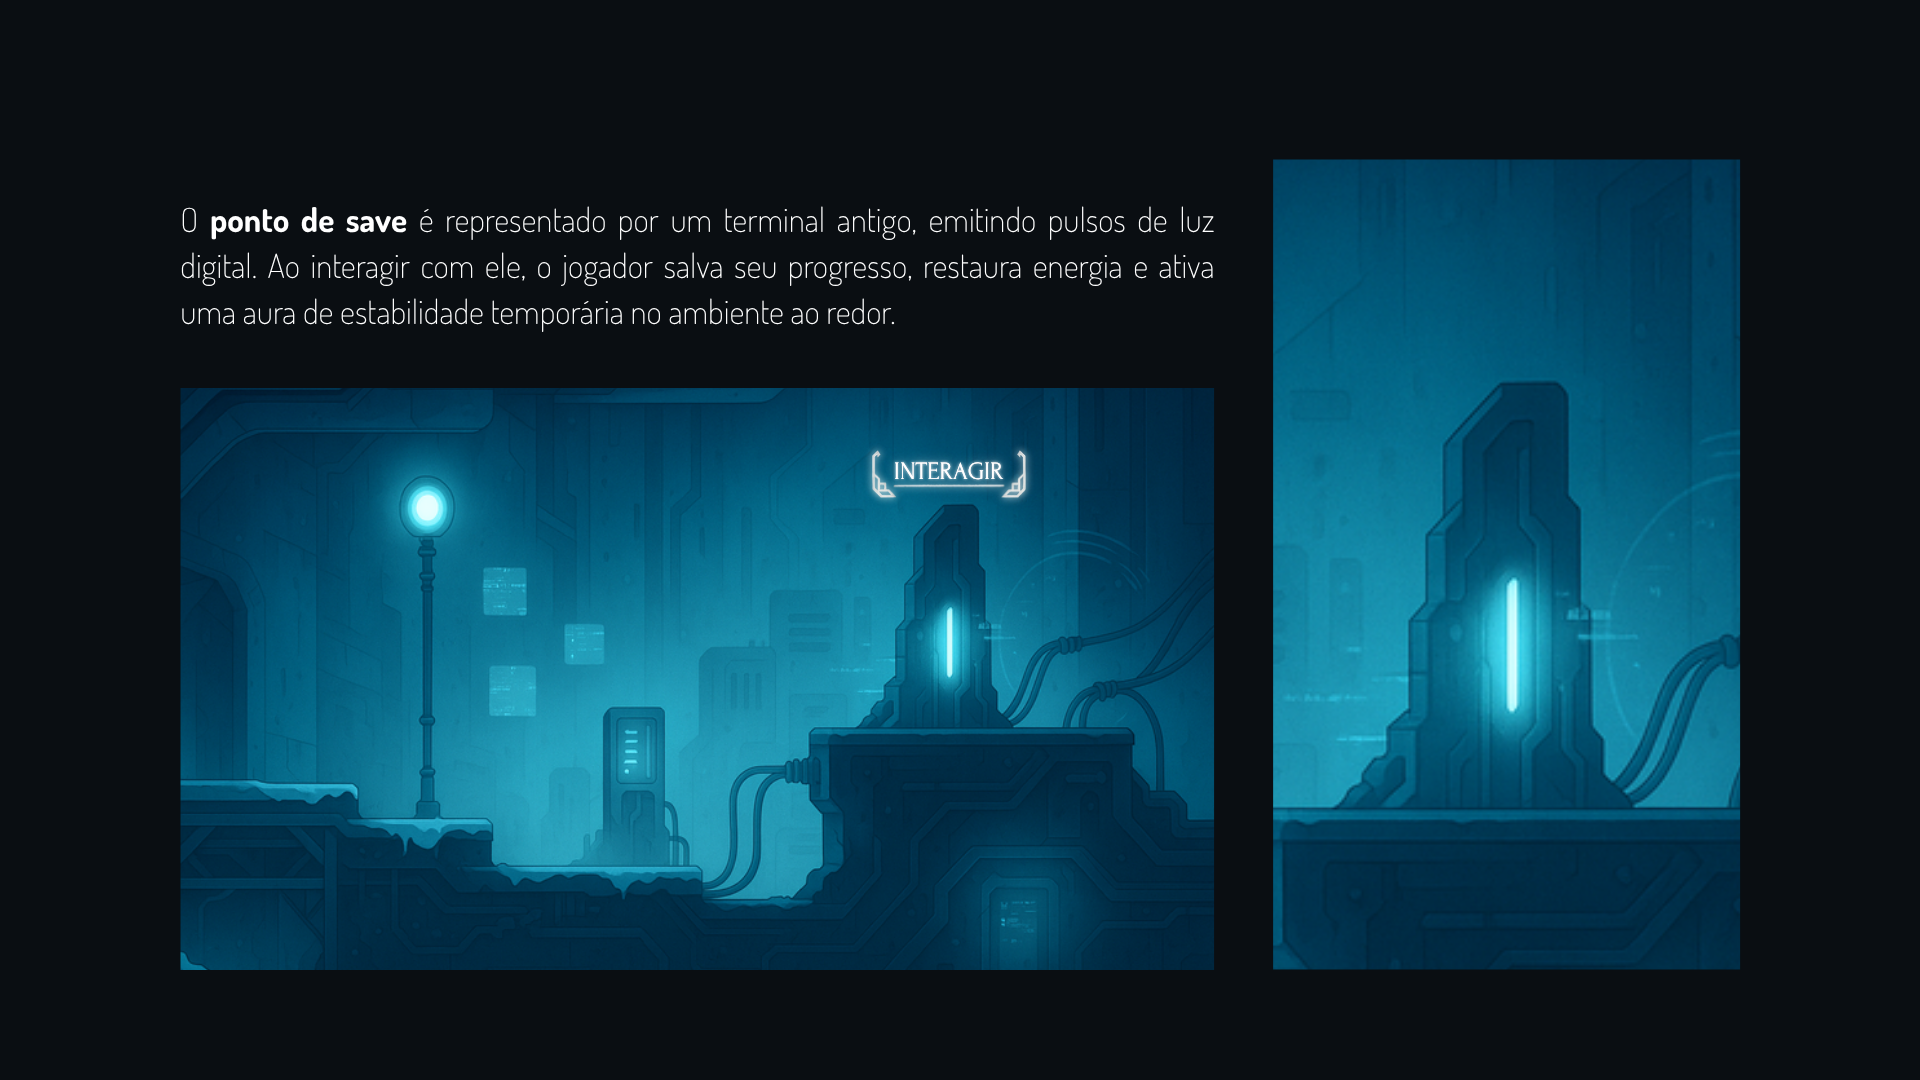 O ponto de save é representado por um terminal antigo, emitindo pulsos de luz
digital. Ao interagir com ele, o jogador salva seu progresso, restaura energia e ativa
uma aura de estabilidade temporária no ambiente ao redor.
INTERAGIR